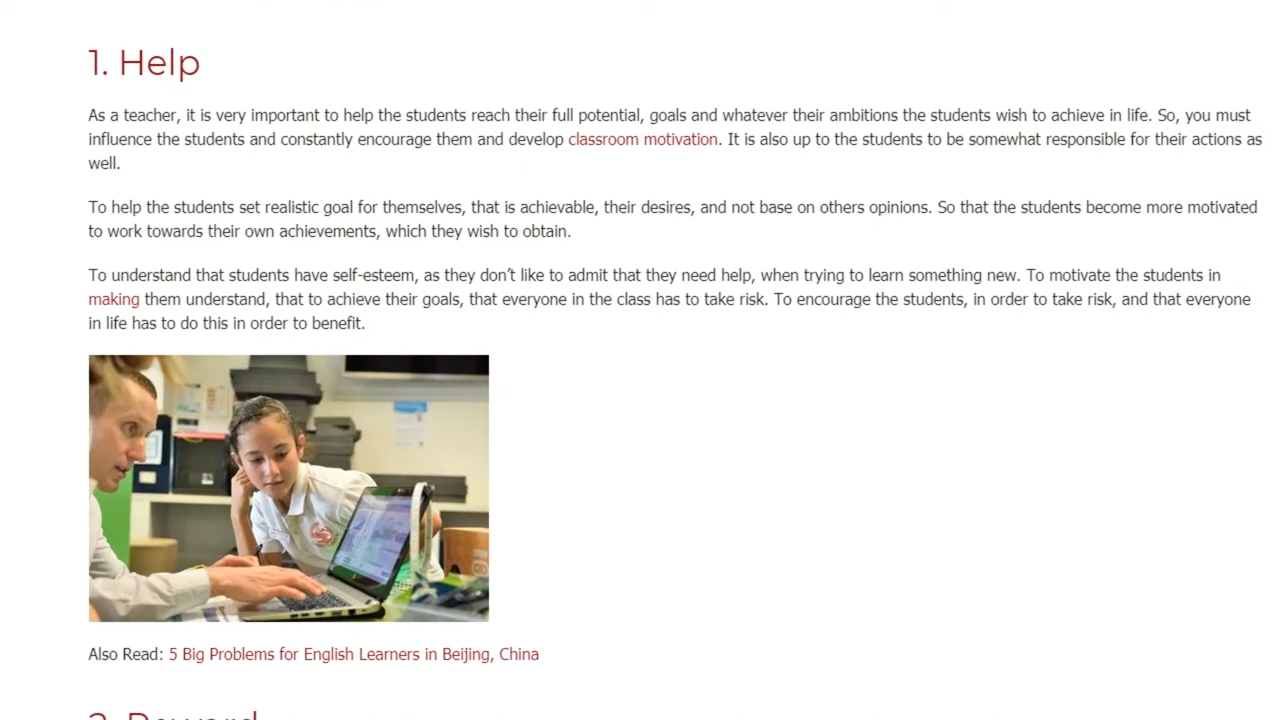 1. Help
As a teacher, it is very important to help the students reach their full potential, goals and whatever their ambitions the students wish to achieve in life. So, you must
influence the students and constantly encourage them and develop classroom motivation. It is also up to the students to be somewhat responsible for their actions as
well.
To help the students set realistic goal for themselves, that is achievable, their desires, and not base on others opinions. So that the students become more motivated
to work towards their own achievements, which they wish to obtain.
To understand that students have self-esteem, as they don’t like to admit that they need help, when trying to learn something new. To motivate the students in
making them understand, that to achieve their goals, that everyone in the class has to take risk. To encourage the students, in order to take risk, and that everyone
in life has to do this in order to benefit.
Also Read: 5 Big Problems for English Learners in Beijing, China